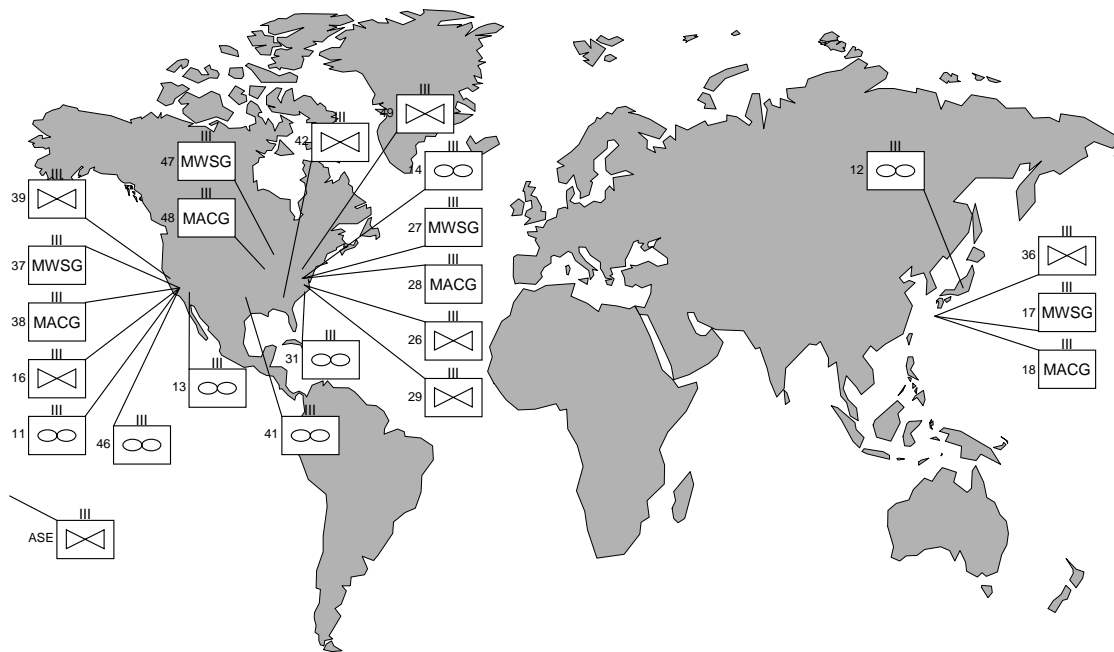 III
49
III
42
III
47 MWSG
III
14
III
12
III
39
III
48 MACG
III
27 MWSG
III
37 MWSG
III
36
III
28 MACG
III
38 MACG
III
17 MWSG
III
26
III
31
III
16
III
18 MACG
III
13
III
29
III
11
III
46
III
41
III
ASE